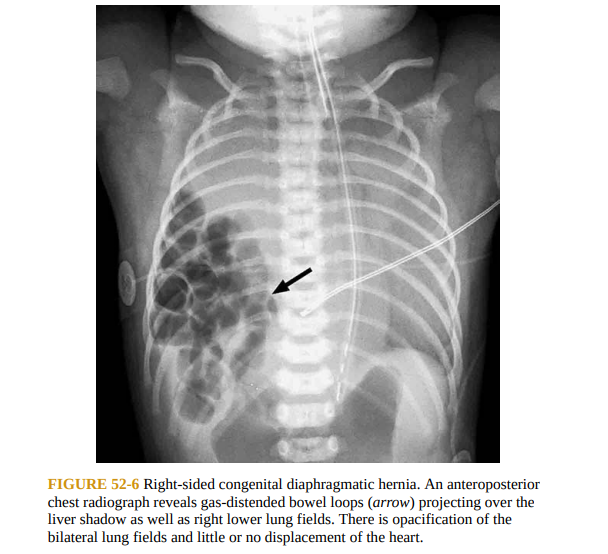 FIGURE 52-6 Right-sided congenital diaphragmatic hernia. An anteroposterior
chest radiograph reveals gas-distended bowel loops (arrow) projecting over the
liver shadow as well as right lower lung fields. There is opacification of the
bilateral lung fields and little or no displacement of the heart.